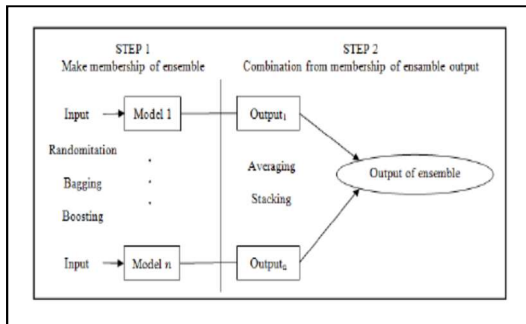 STEP 1
Make membership of ensemble
STEP 2
Combination from membership of ensamble output
Input
Model 1
Output₁
Randomitation
Bagging
Boosting
Averaging
Stacking
Output of ensemble
Input
Model n
Outputₙ